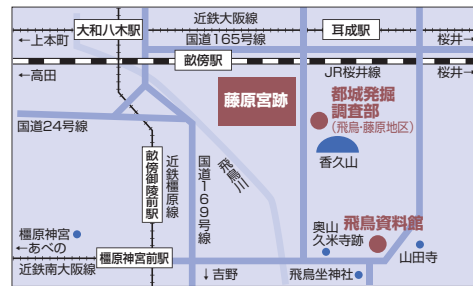 近鉄大阪線
大和八木駅
耳成駅
←上本町
国道165号線
桜井→
畝傍駅
←高田
JR桜井線
桜井→
藤原宮跡
都城発掘
調査部
(飛鳥・藤原地区)
国道24号線
香久山
畝傍御陵前駅
近鉄橿原線
国道169号線
飛鳥川
橿原神宮
←あべの
橿原神宮前駅
近鉄南大阪線
↓吉野
奥山
久米寺跡
飛鳥資料館
山田寺
飛鳥坐神社